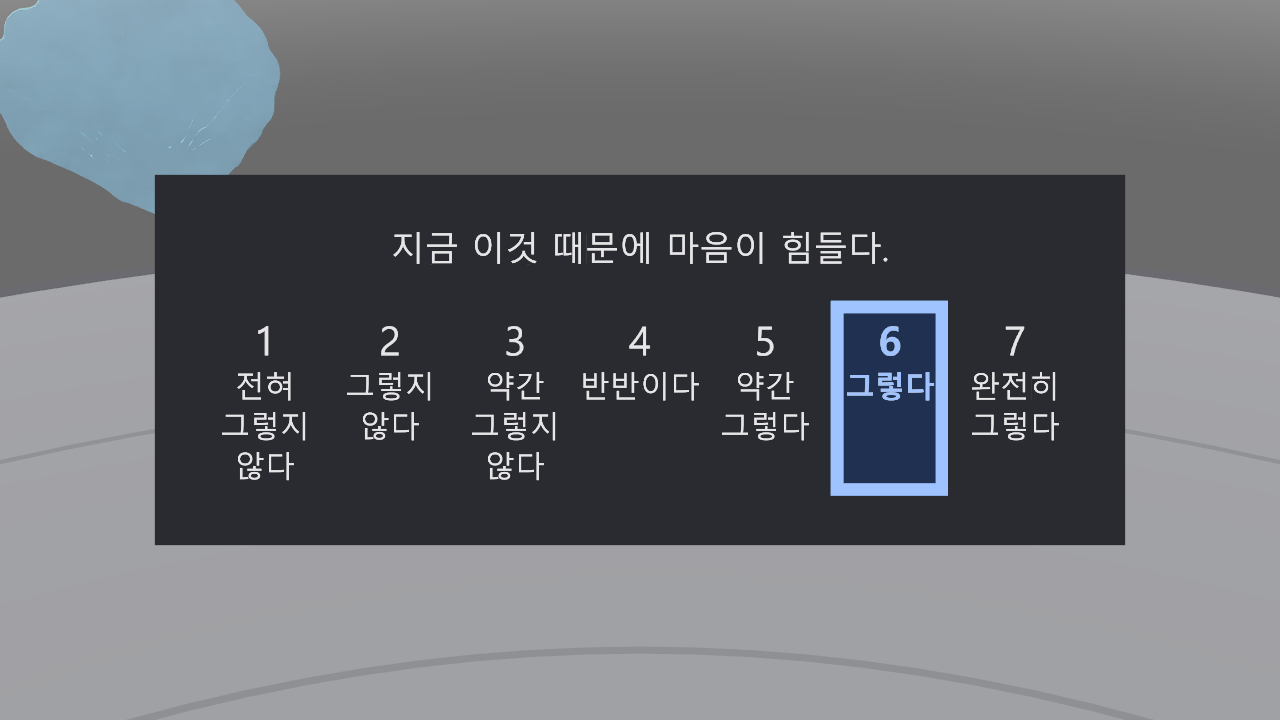 지금 이것 때문에 마음이 힘들다.
1 2 3 4 5 6 7
전혀 그렇지 약간 반반이다 약간 그렇다 완전히
그렇지 않다 그렇지 그렇다 그렇다
않다 않다